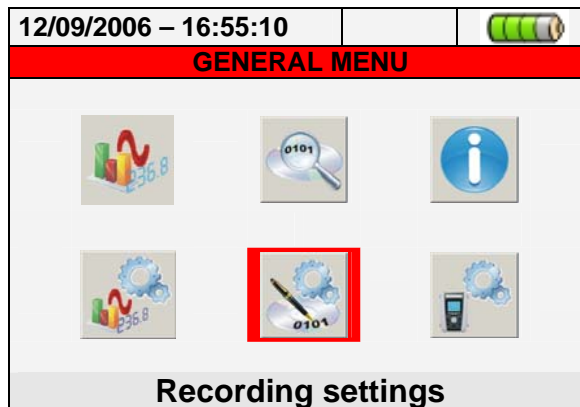 12/09/2006 – 16:55:10
GENERAL MENU
236.8
0101
236.8
0101
Recording settings